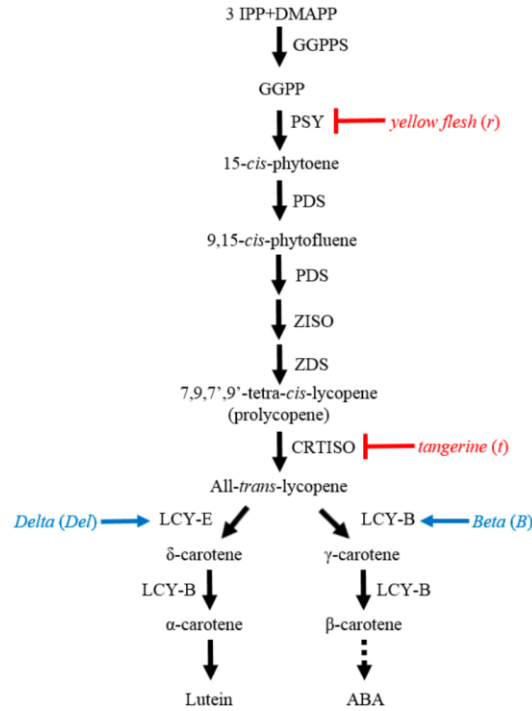 3 IPP+DMAPP
GGPPS
GGPP
PSY
yellow flesh (r)
15-cis-phytoene
PDS
9,15-cis-phytofluene
PDS
ZISO
ZDS
7,9,7’,9’-tetra-cis-lycopene
(prolycopene)
CRTISO
tangerine (t)
All-trans-lycopene
Delta (Del)
LCY-E
LCY-B
Beta (B)
δ-carotene
γ-carotene
LCY-B
LCY-B
α-carotene
β-carotene
Lutein
ABA